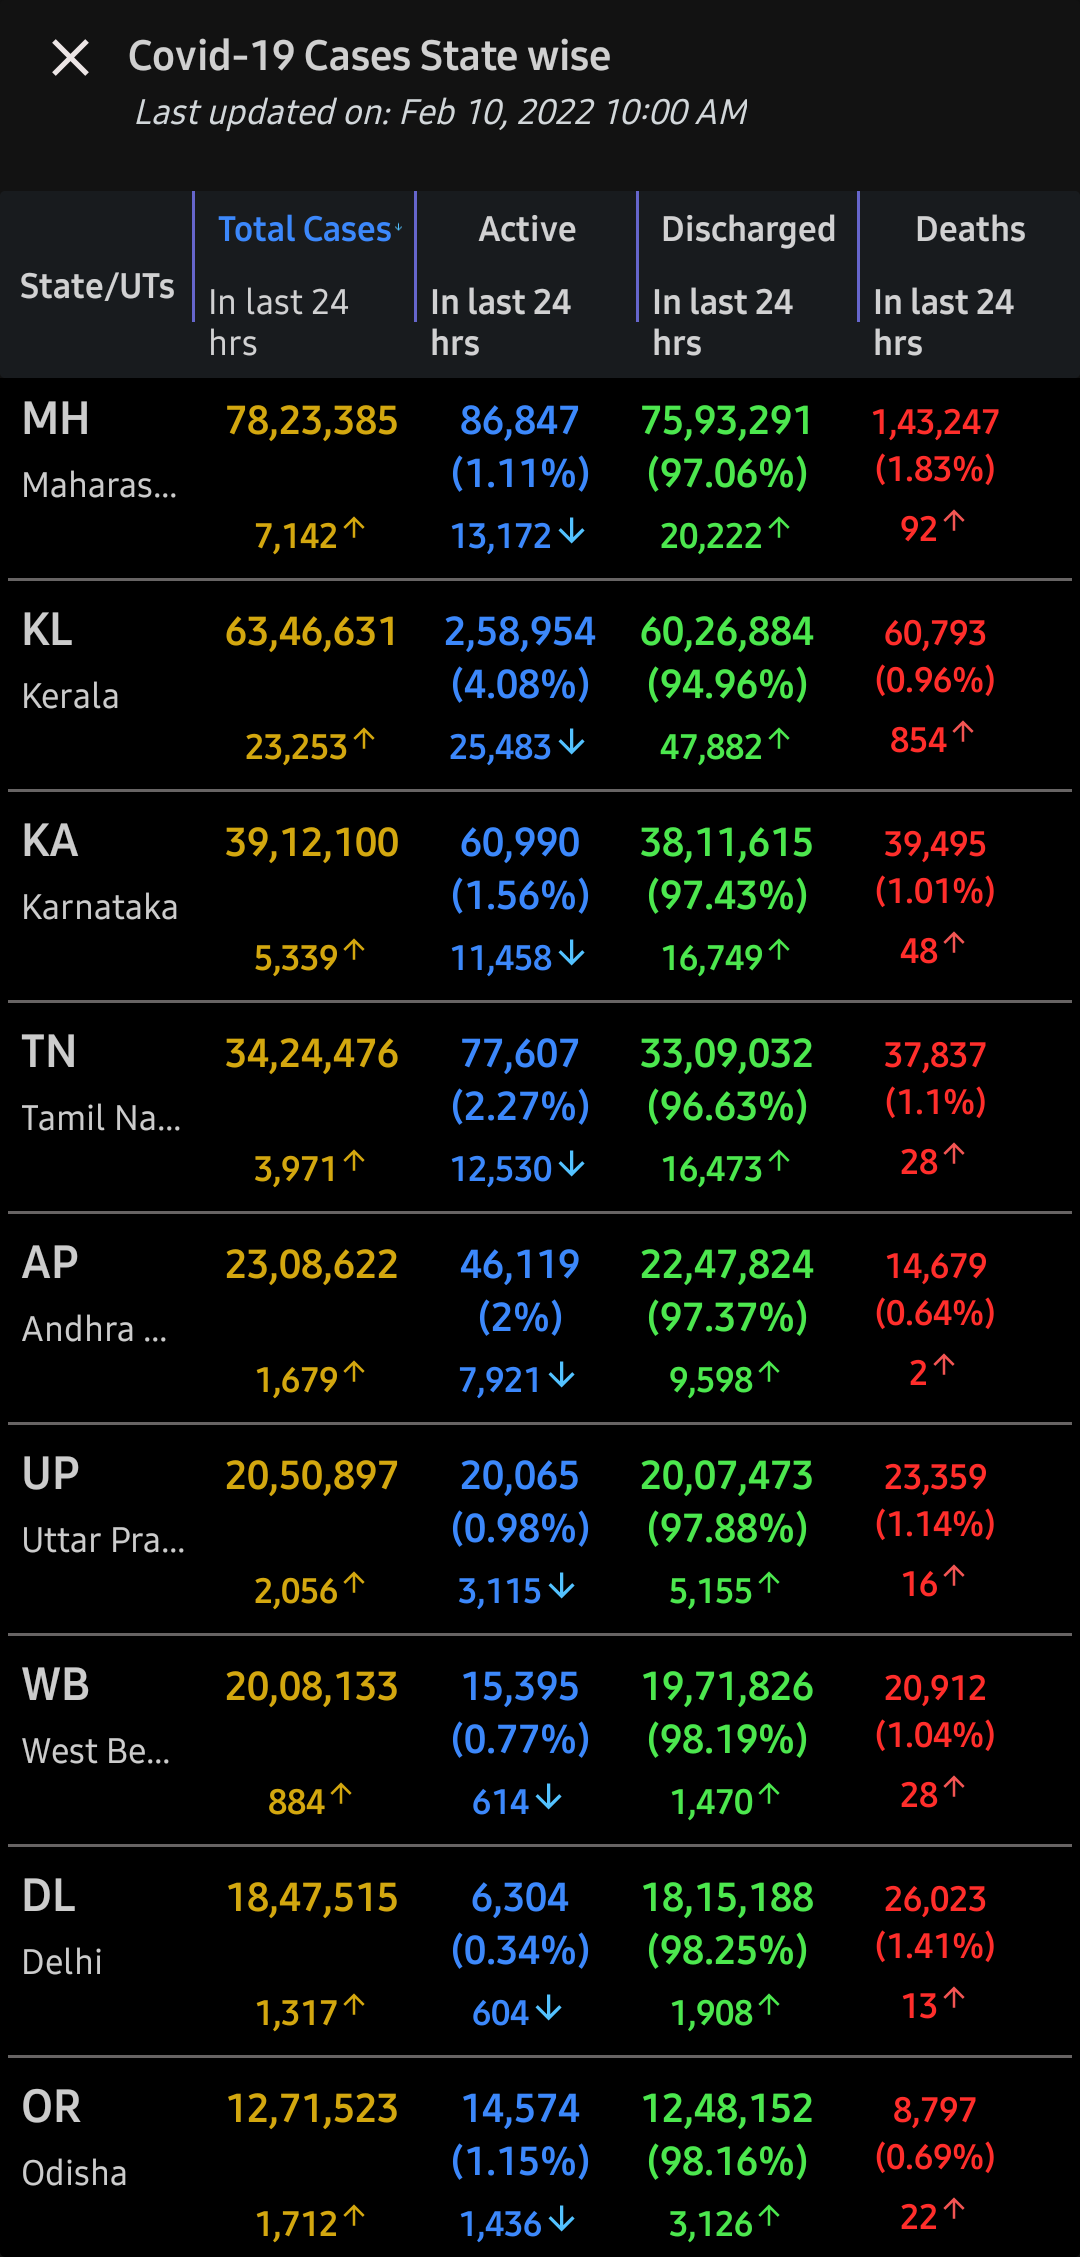 Covid-19 Cases State wise
Last updated on: Feb 10, 2022 10:00 AM
State/UTs Total Cases↓ Active Discharged Deaths
In last 24 hrs In last 24 hrs In last 24 hrs In last 24 hrs
MH 78,23,385 86,847 75,93,291 1,43,247
Maharas... (1.11%) (97.06%) (1.83%)
7,142↑ 13,172↓ 20,222↑ 92↑
KL 63,46,631 2,58,954 60,26,884 60,793
Kerala (4.08%) (94.96%) (0.96%)
23,253↑ 25,483↓ 47,882↑ 854↑
KA 39,12,100 60,990 38,11,615 39,495
Karnataka (1.56%) (97.43%) (1.01%)
5,339↑ 11,458↓ 16,749↑ 48↑
TN 34,24,476 77,607 33,09,032 37,837
Tamil Na... (2.27%) (96.63%) (1.1%)
3,971↑ 12,530↓ 16,473↑ 28↑
AP 23,08,622 46,119 22,47,824 14,679
Andhra ... (2%) (97.37%) (0.64%)
1,679↑ 7,921↓ 9,598↑ 2↑
UP 20,50,897 20,065 20,07,473 23,359
Uttar Pra... (0.98%) (97.88%) (1.14%)
2,056↑ 3,115↓ 5,155↑ 16↑
WB 20,08,133 15,395 19,71,826 20,912
West Be... (0.77%) (98.19%) (1.04%)
884↑ 614↓ 1,470↑ 28↑
DL 18,47,515 6,304 18,15,188 26,023
Delhi (0.34%) (98.25%) (1.41%)
1,317↑ 604↓ 1,908↑ 13↑
OR 12,71,523 14,574 12,48,152 8,797
Odisha (1.15%) (98.16%) (0.69%)
1,712↑ 1,436↓ 3,126↑ 22↑